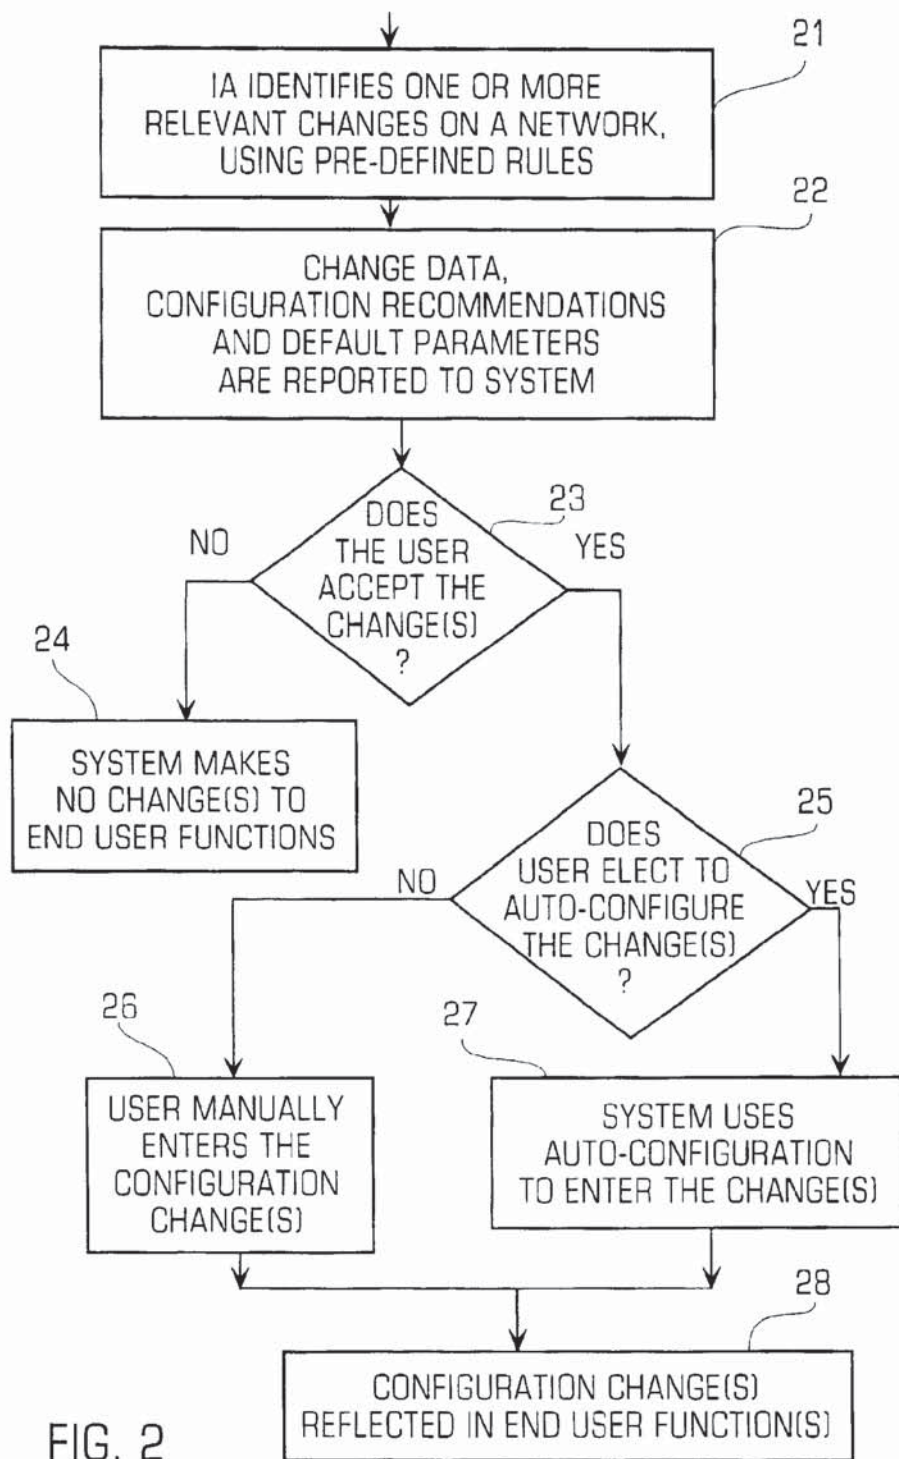 21
IA IDENTIFIES ONE OR MORE
RELEVANT CHANGES ON A NETWORK,
USING PRE-DEFINED RULES
22
CHANGE DATA,
CONFIGURATION RECOMMENDATIONS
AND DEFAULT PARAMETERS
ARE REPORTED TO SYSTEM
23
DOES
THE USER
ACCEPT THE
CHANGE(S)
?
NO
YES
24
SYSTEM MAKES
NO CHANGE(S) TO
END USER FUNCTIONS
25
DOES
USER ELECT TO
AUTO-CONFIGURE
THE CHANGE(S)
?
NO
YES
26
USER MANUALLY
ENTERS THE
CONFIGURATION
CHANGE(S)
27
SYSTEM USES
AUTO-CONFIGURATION
TO ENTER THE CHANGE(S)
28
CONFIGURATION CHANGE(S)
REFLECTED IN END USER FUNCTION(S)
FIG. 2